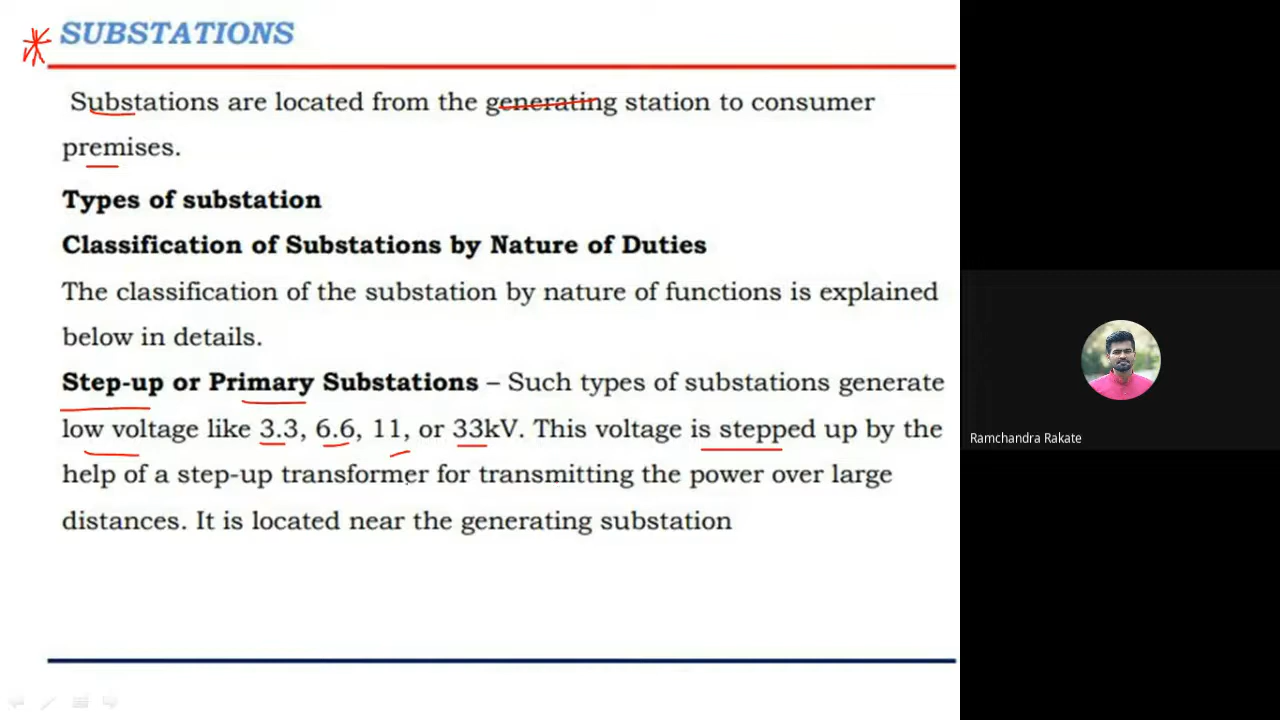 SUBSTATIONS
Substations are located from the generating station to consumer
premises.
Types of substation
Classification of Substations by Nature of Duties
The classification of the substation by nature of functions is explained
below in details.
Step-up or Primary Substations – Such types of substations generate
low voltage like 3.3, 6.6, 11, or 33kV. This voltage is stepped up by the
help of a step-up transformer for transmitting the power over large
distances. It is located near the generating substation
Ramchandra Rakate